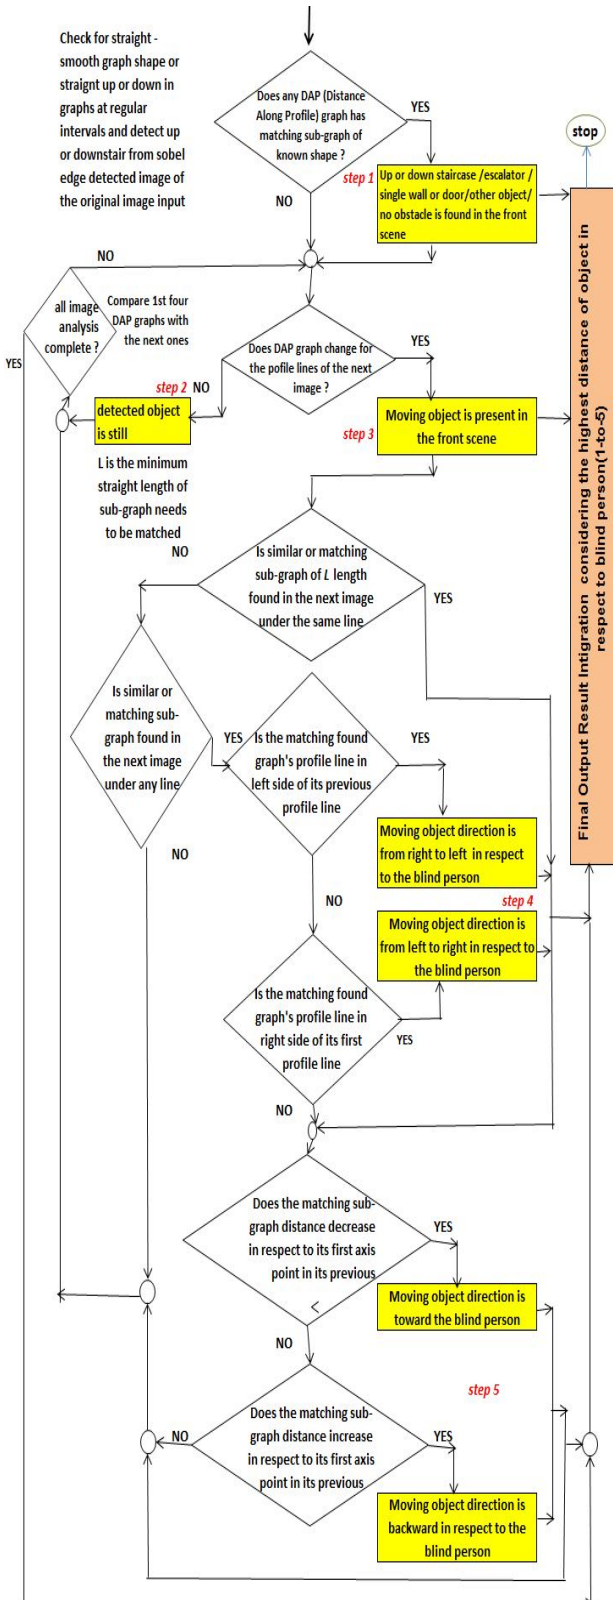 Check for straight -
smooth graph shape or
straignt up or down in
graphs at regular
intervals and detect up
or downstair from sobel
edge detected image of
the original image input
Does any DAP (Distance
Along Profile) graph has
matching sub-graph of
known shape ?
YES
NO
stop
step 1
Up or down staircase /escalator /
single wall or door/other object/
no obstacle is found in the front
scene
Final Output Result Intigration considering the highest distance of object in
respect to blind person(1-to-5)
NO
all image
analysis
complete ?
YES
Compare 1st four
DAP graphs with
the next ones
Does DAP graph change for
the pofile lines of the next
image ?
YES
step 2
NO
detected object
is still
step 3
Moving object is present in
the front scene
L is the minimum
straight length of
sub-graph needs
to be matched
NO
Is similar or matching
sub-graph of L length
found in the next image
under the same line
YES
Is similar or
matching sub-
graph found in
the next image
under any line
YES
NO
Is the matching found
graph's profile line in
left side of its previous
profile line
YES
NO
Moving object direction is
from right to left in respect
to the blind person
step 4
Moving object direction is
from left to right in respect to
the blind person
Is the matching found
graph's profile line in
right side of its first
profile line
YES
NO
Does the matching sub-
graph distance decrease
in respect to its first axis
point in its previous
YES
NO
Moving object direction is
toward the blind person
step 5
Does the matching sub-
graph distance increase
in respect to its first axis
point in its previous
NO
YES
Moving object direction is
backward in respect to the
blind person